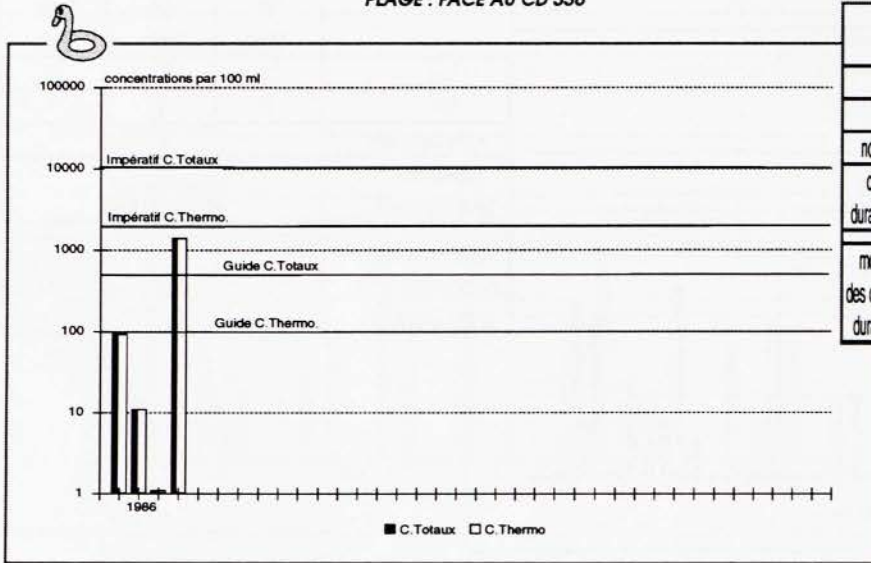 PLAGE : FACE AU CD 336
concentrations par 100 ml
100000
Impératif C.Totaux
10000
Impératif C.Thermo.
1000
Guide C.Totaux
Guide C.Thermo.
100
10
1
1986
C.Totaux C.Thermo